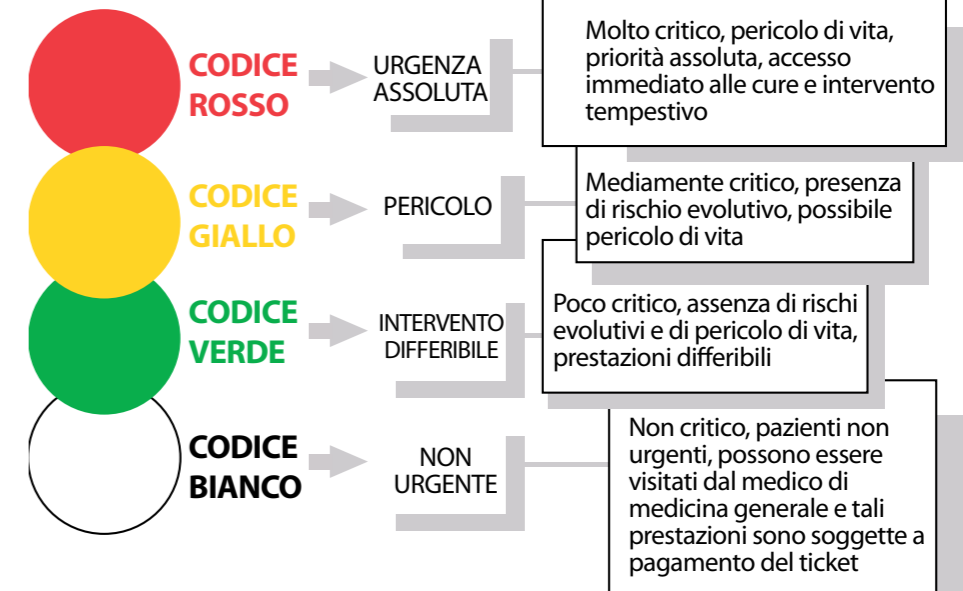 CODICE
ROSSO
URGENZA
ASSOLUTA
Molto critico, pericolo di vita,
priorità assoluta, accesso
immediato alle cure e intervento
tempestivo
CODICE
GIALLO
PERICOLO
Mediamente critico, presenza
di rischio evolutivo, possibile
pericolo di vita
CODICE
VERDE
INTERVENTO
DIFFERIBILE
Poco critico, assenza di rischi
evolutivi e di pericolo di vita,
prestazioni differibili
CODICE
BIANCO
NON
URGENTE
Non critico, pazienti non
urgenti, possono essere
visitati dal medico di
medicina generale e tali
prestazioni sono soggette a
pagamento del ticket